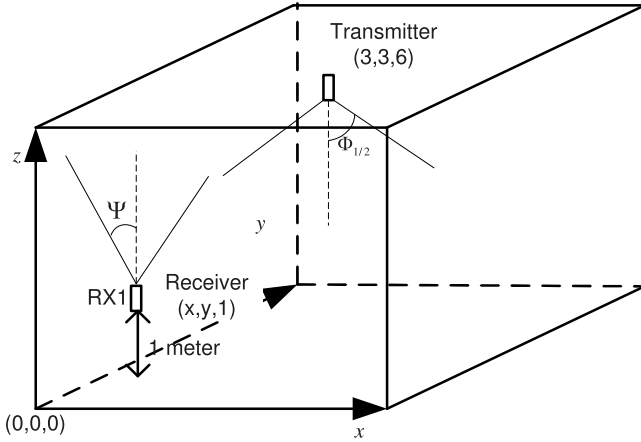 Transmitter
(3,3,6)
z
Φ1/2
Ψ
y
RX1
Receiver
(x,y,1)
1 meter
(0,0,0)
x